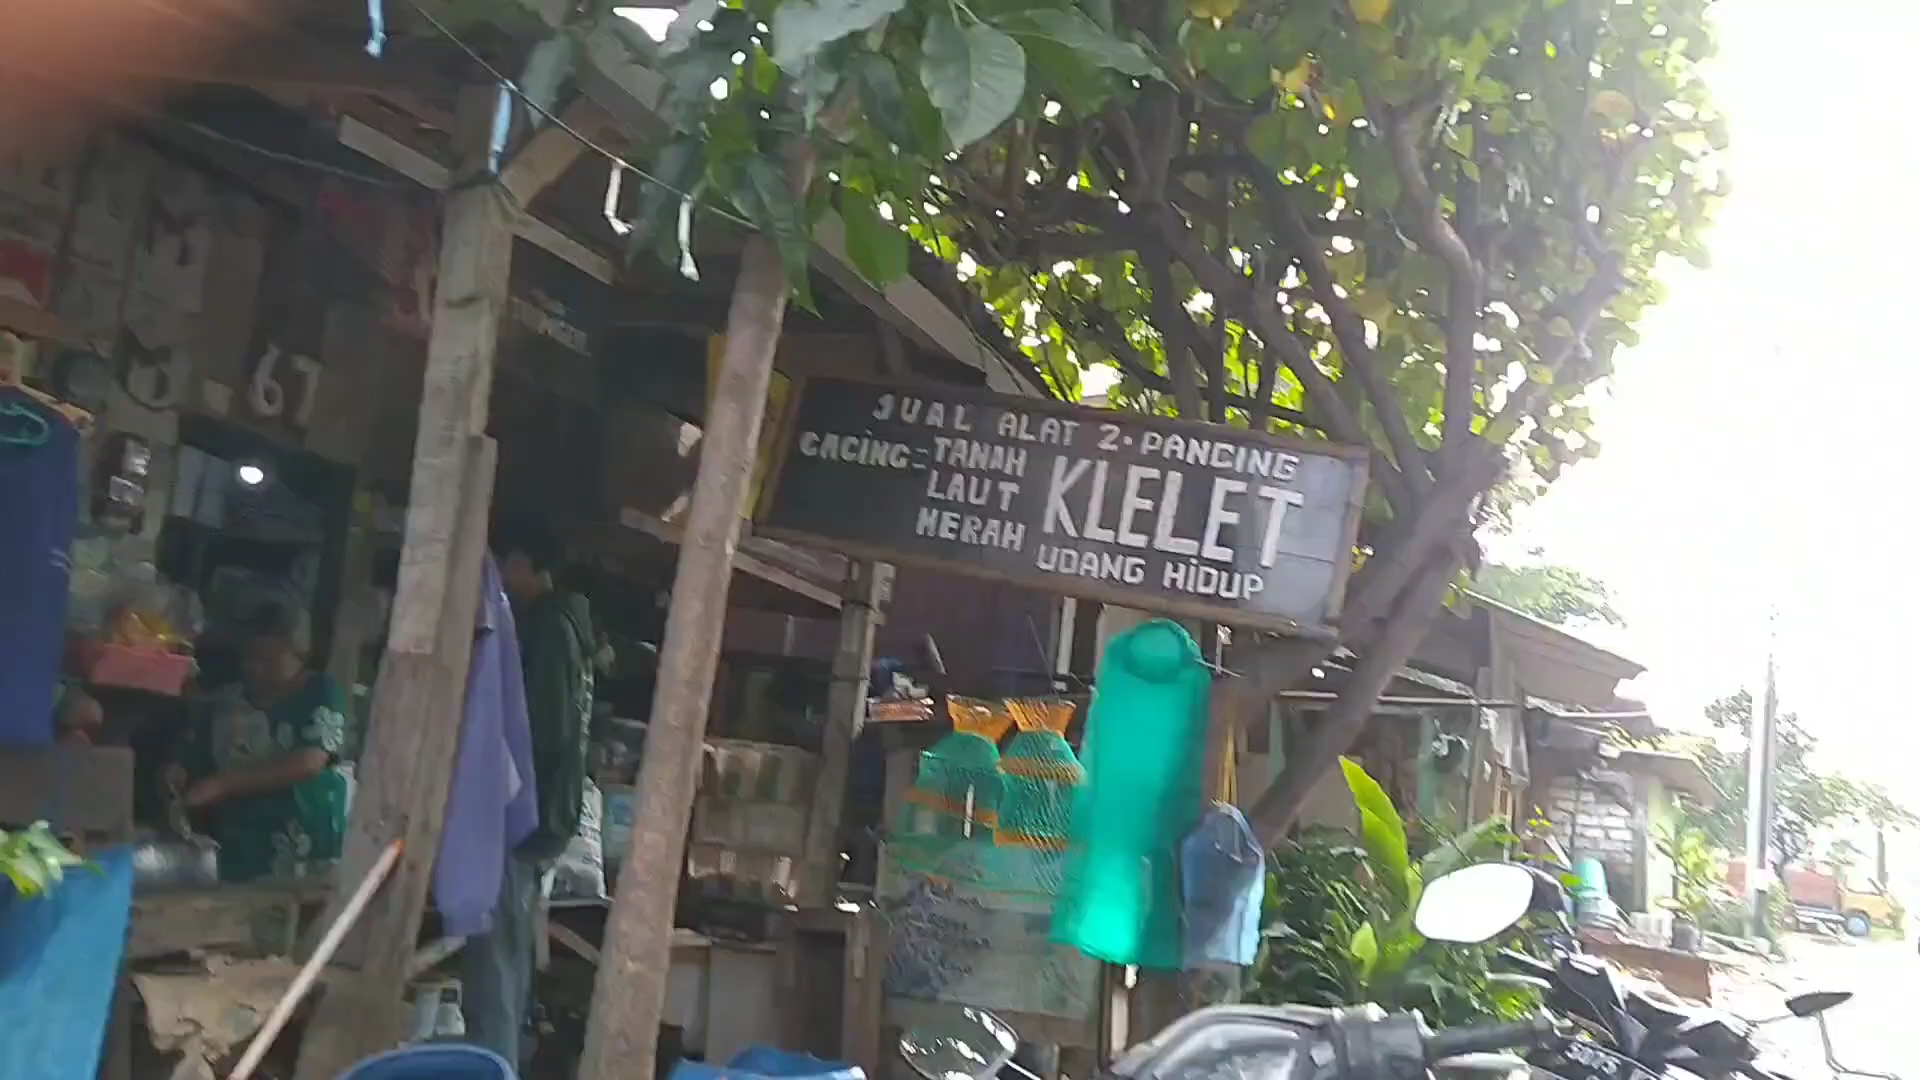 JUAL ALAT 2. PANCING
CACING = TANAH
LAUT
MERAH
KLELET
UDANG HIDUP
67